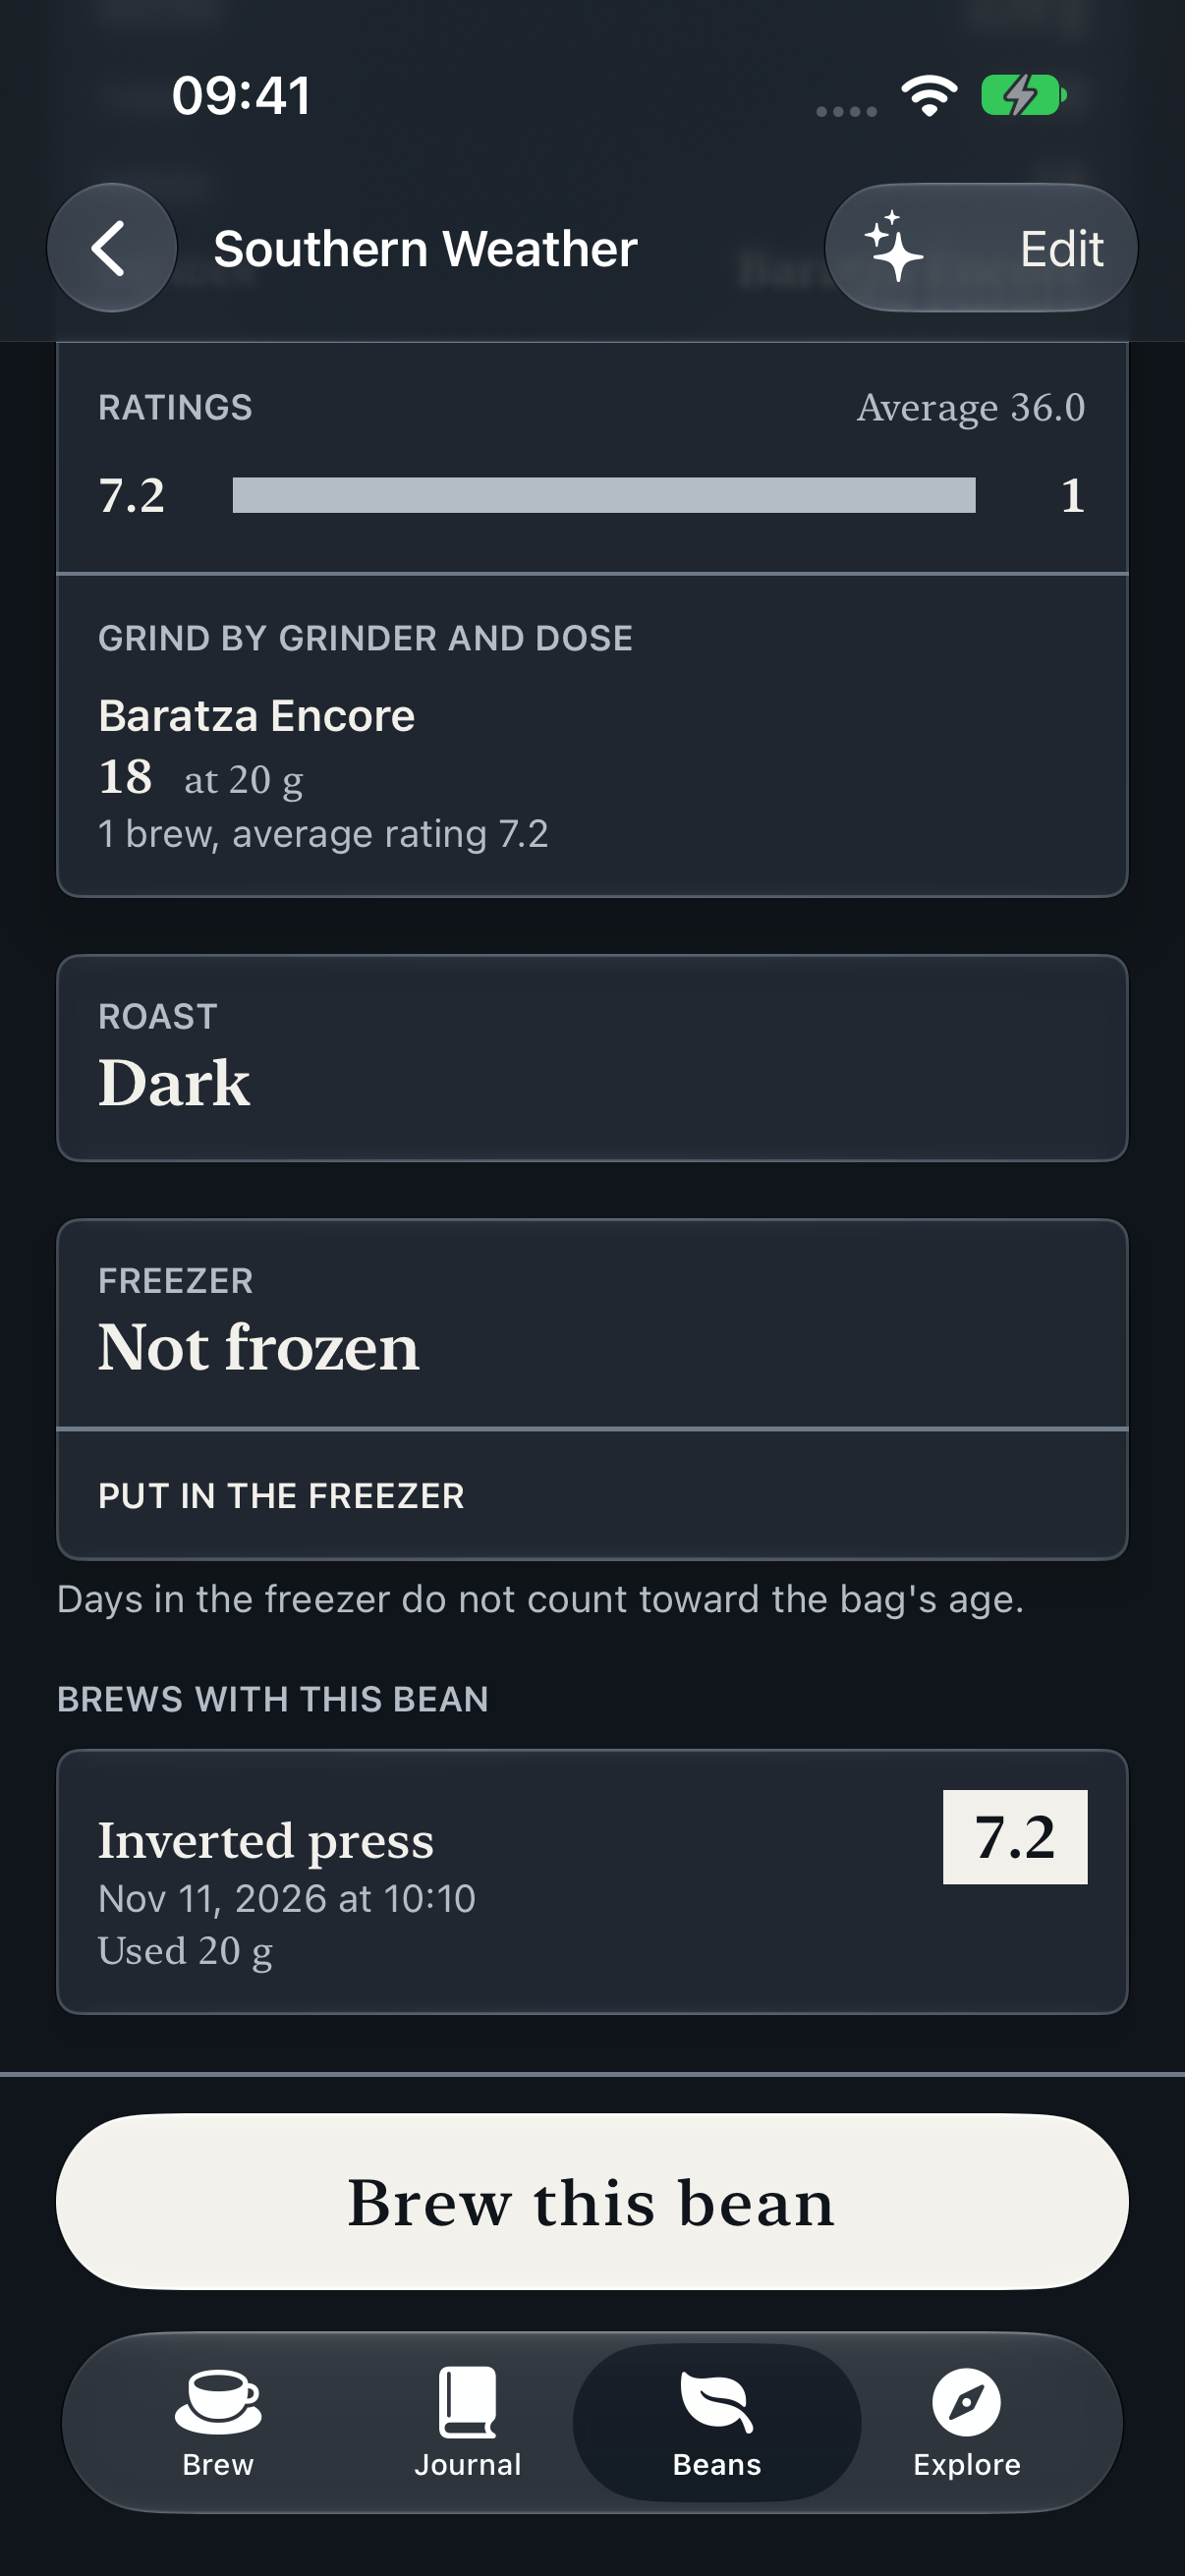 09:41
Southern Weather
Edit
RATINGS
Average 36.0
7.2
1
GRIND BY GRINDER AND DOSE
Baratza Encore
18 at 20 g
1 brew, average rating 7.2
ROAST
Dark
FREEZER
Not frozen
PUT IN THE FREEZER
Days in the freezer do not count toward the bag's age.
BREWS WITH THIS BEAN
Inverted press
7.2
Nov 11, 2026 at 10:10
Used 20 g
Brew this bean
Brew
Journal
Beans
Explore